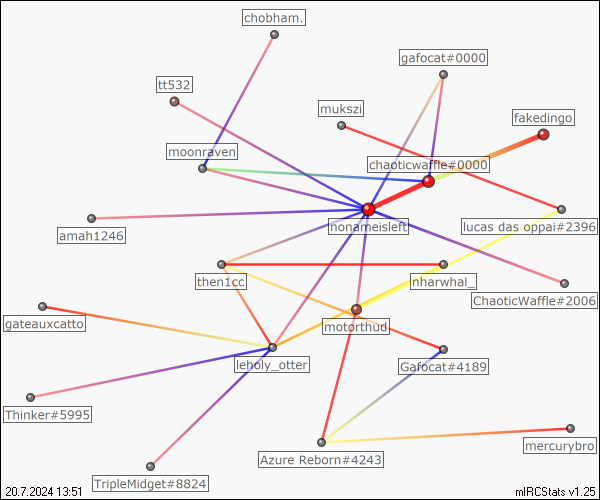 chobham.
gafocat#0000
tt532
mukszi
fakedingo
moonraven
chaoticwaffle#0000
nonameisleft
lucas das oppai#2396
amah1246
then1cc
nharwhal_
ChaoticWaffle#2006
gateauxcatto
motorthud
leholy_otter
Gafocat#4189
Thinker#5995
mercurybro
Azure Reborn#4243
TripleMidget#8824
20.7.2024 13:51
mIRCStats v1.25